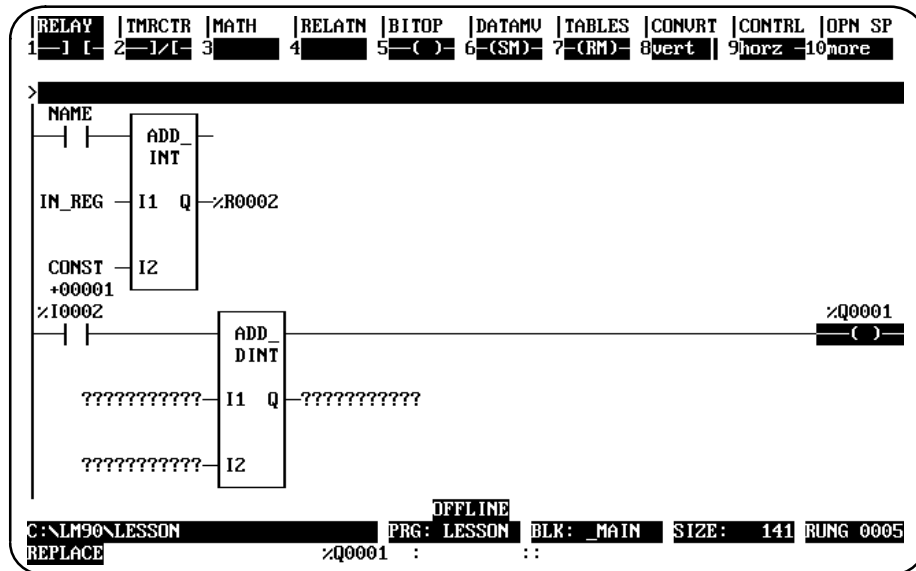 RELAY |TMRCTR |MATH |RELATN |BITOP |DATAMV |TABLES |CONVRT |CONTRL |OPN SP
1—] [— 2—]/[— 3 4 5—( )— 6—(SM)— 7—(RM)— 8vert | 9horz —10more
>
NAME
ADD_
INT
IN_REG I1 Q %R0002
CONST I2
+00001
%I0002 %Q0001
ADD_ —( )—
DINT
??????????? I1 Q ???????????
??????????? I2
OFFLINE
C:\LM90\LESSON PRG: LESSON BLK: _MAIN SIZE: 141 RUNG 0005
REPLACE %Q0001 : ::